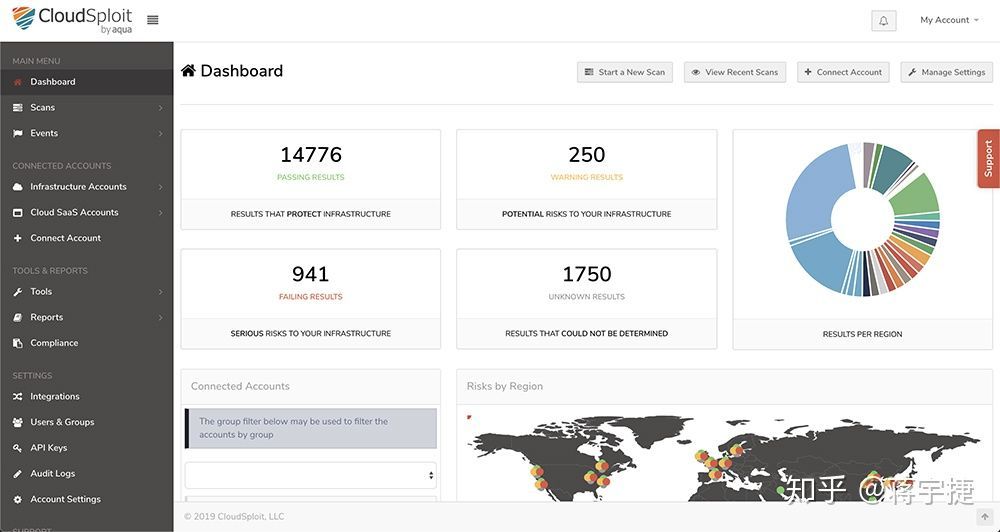 CloudSploit
by aqua
My Account
MAIN MENU
Dashboard
Scans
Events
CONNECTED ACCOUNTS
Infrastructure Accounts
Cloud SaaS Accounts
Connect Account
TOOLS & REPORTS
Tools
Reports
Compliance
SETTINGS
Integrations
Users & Groups
API Keys
Audit Logs
Account Settings
SUPPORT
Dashboard
Start a New Scan
View Recent Scans
Connect Account
Manage Settings
14776
PASSING RESULTS
RESULTS THAT PROTECT INFRASTRUCTURE
250
WARNING RESULTS
POTENTIAL RISKS TO YOUR INFRASTRUCTURE
941
FAILING RESULTS
SERIOUS RISKS TO YOUR INFRASTRUCTURE
1750
UNKNOWN RESULTS
RESULTS THAT COULD NOT BE DETERMINED
RESULTS PER REGION
Support
Connected Accounts
The group filter below may be used to filter the
accounts by group
Risks by Region
知乎 @蒋宇捷
© 2019 CloudSploit, LLC